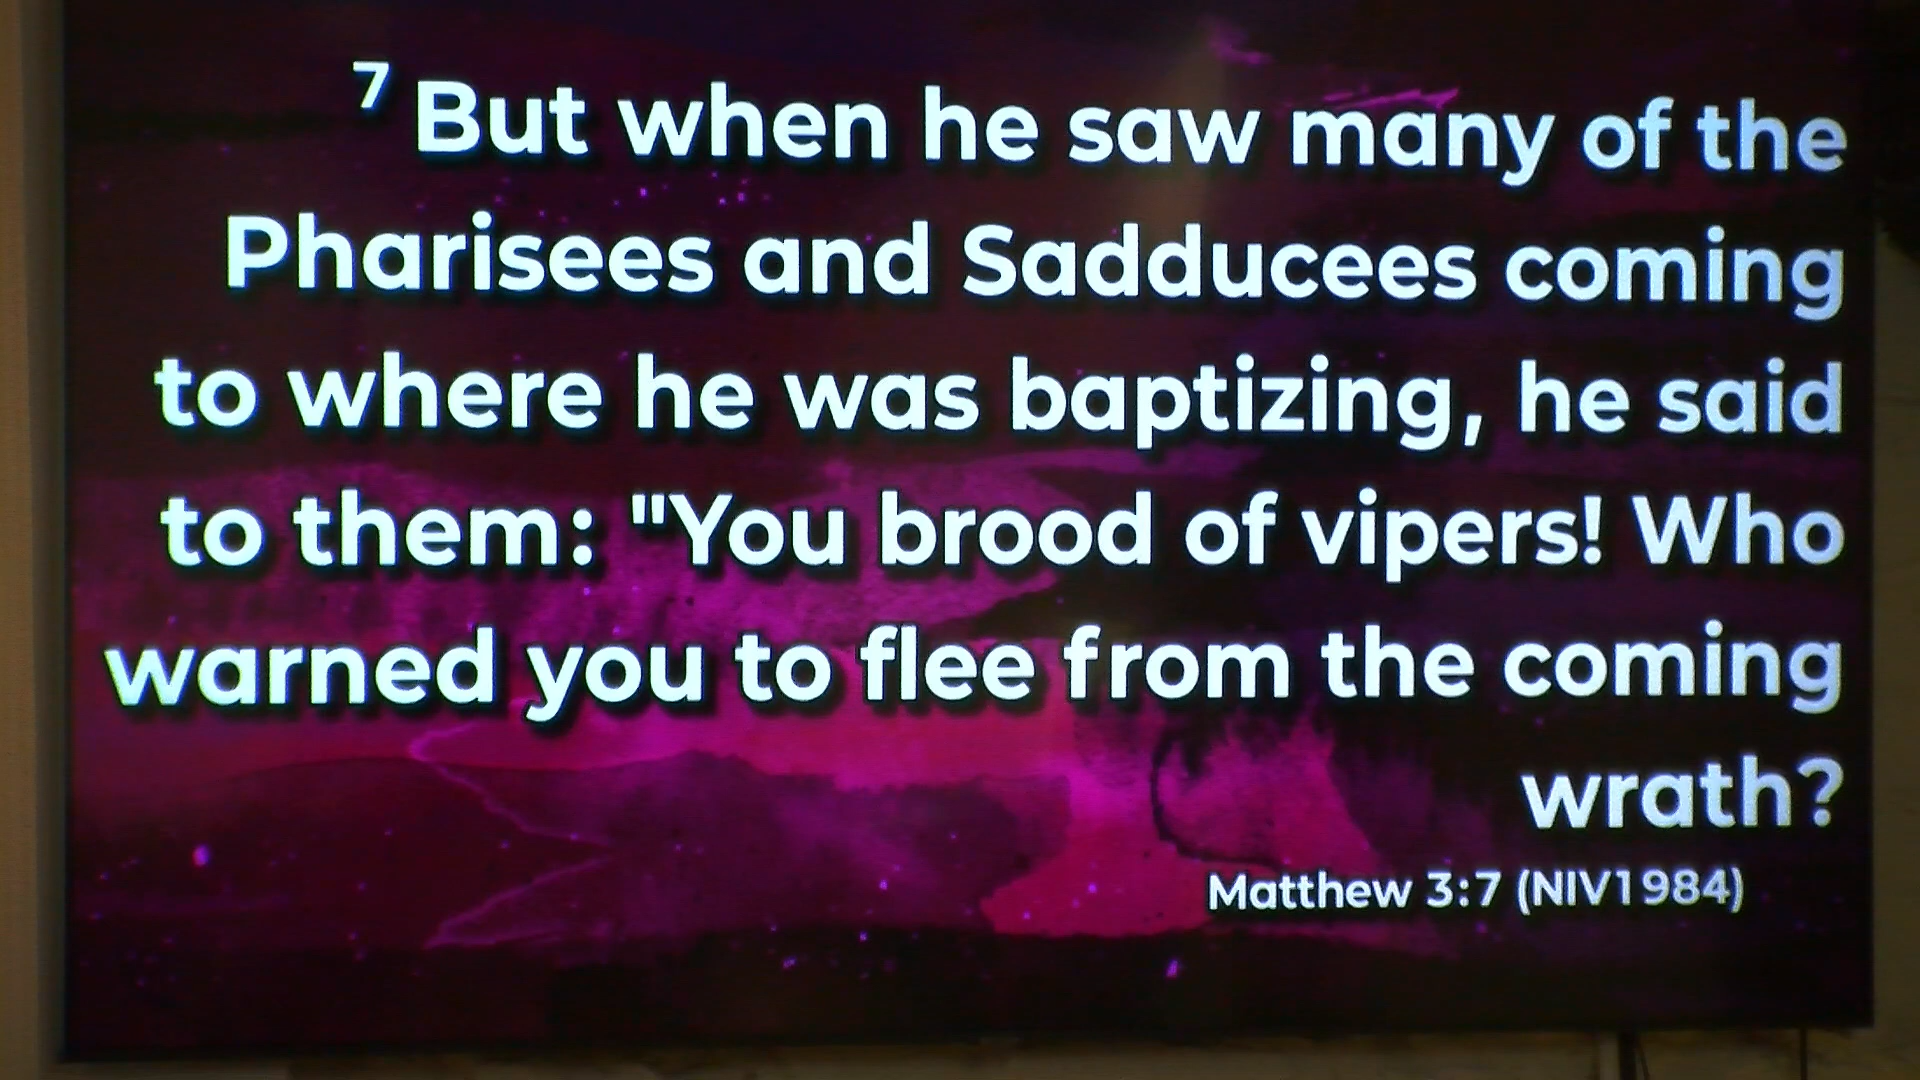 7 But when he saw many of the
Pharisees and Sadducees coming
to where he was baptizing, he said
to them: "You brood of vipers! Who
warned you to flee from the coming
wrath?
Matthew 3:7 (NIV1984)